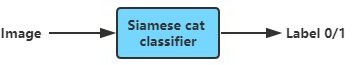 Image
Siamese cat
classifier
Label 0/1